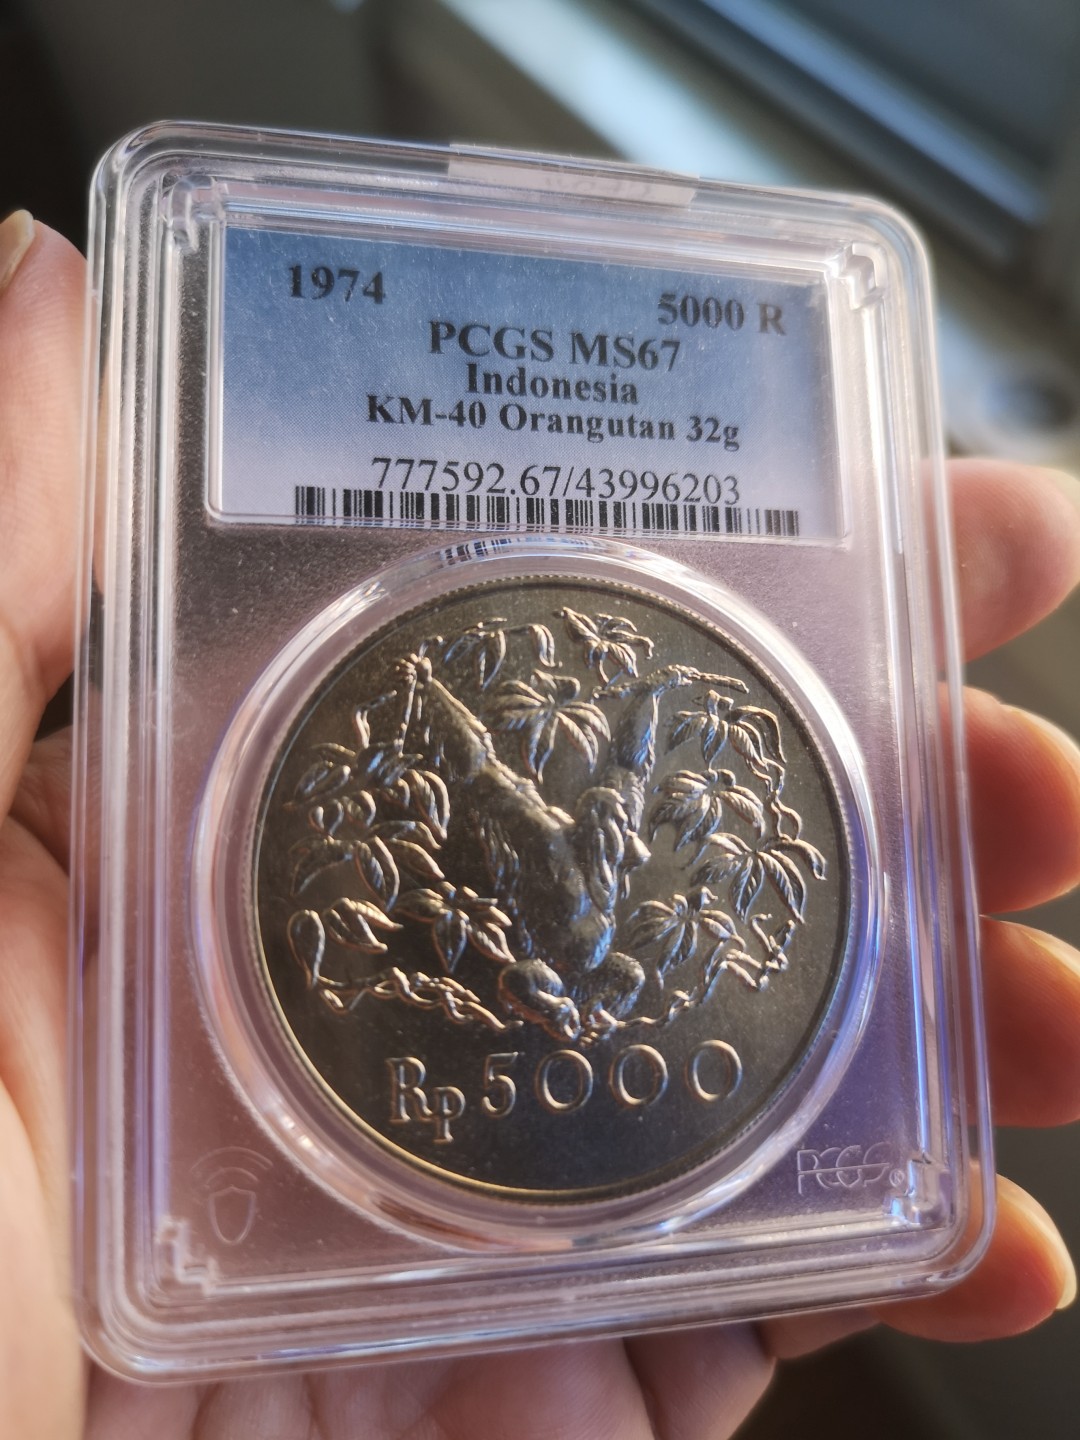 1974
5000 R
PCGS MS67
Indonesia
KM-40 Orangutan 32g
777592.67/43996203
Rp 5000
PCGS